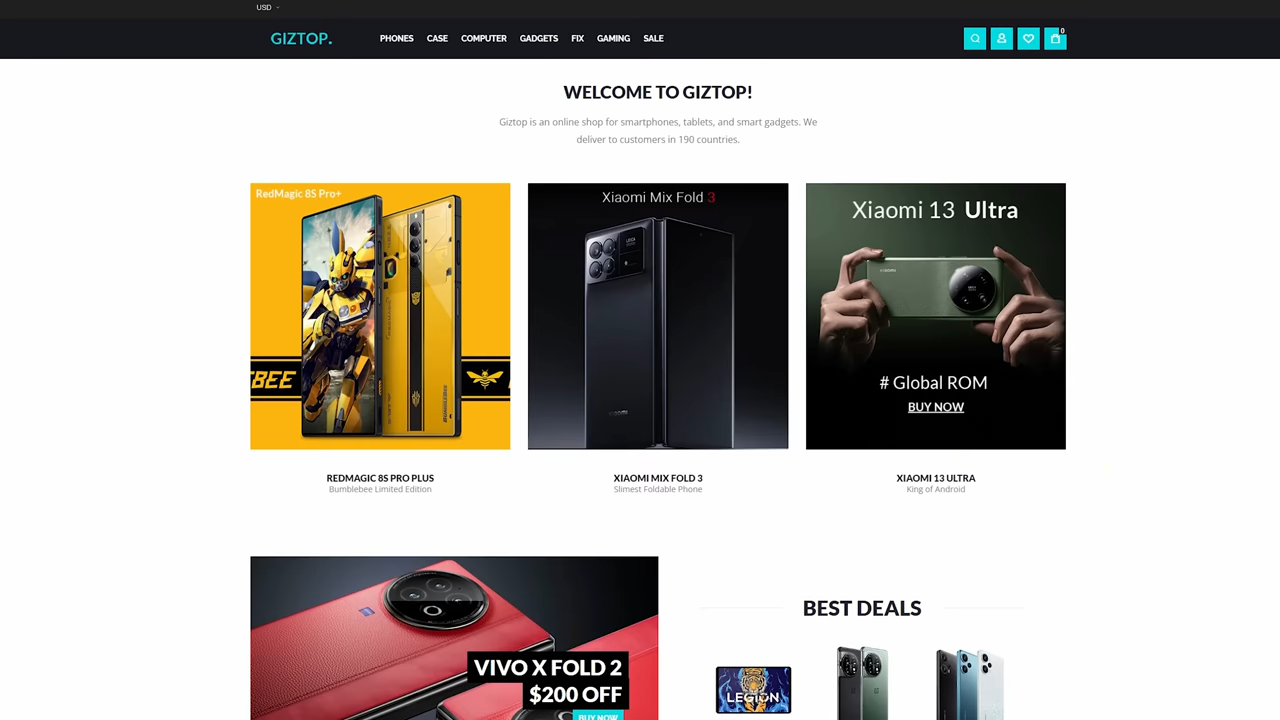 USD
GIZTOP.
PHONES CASE COMPUTER GADGETS FIX GAMING SALE
0
WELCOME TO GIZTOP!
Giztop is an online shop for smartphones, tablets, and smart gadgets. We
deliver to customers in 190 countries.
RedMagic 8S Pro+
BEE
Xiaomi Mix Fold 3
Xiaomi 13 Ultra
# Global ROM
BUY NOW
REDMAGIC 8S PRO PLUS
Bumblebee Limited Edition
XIAOMI MIX FOLD 3
Slimest Foldable Phone
XIAOMI 13 ULTRA
King of Android
VIVO X FOLD 2
$200 OFF
BUY NOW
BEST DEALS
LEGION